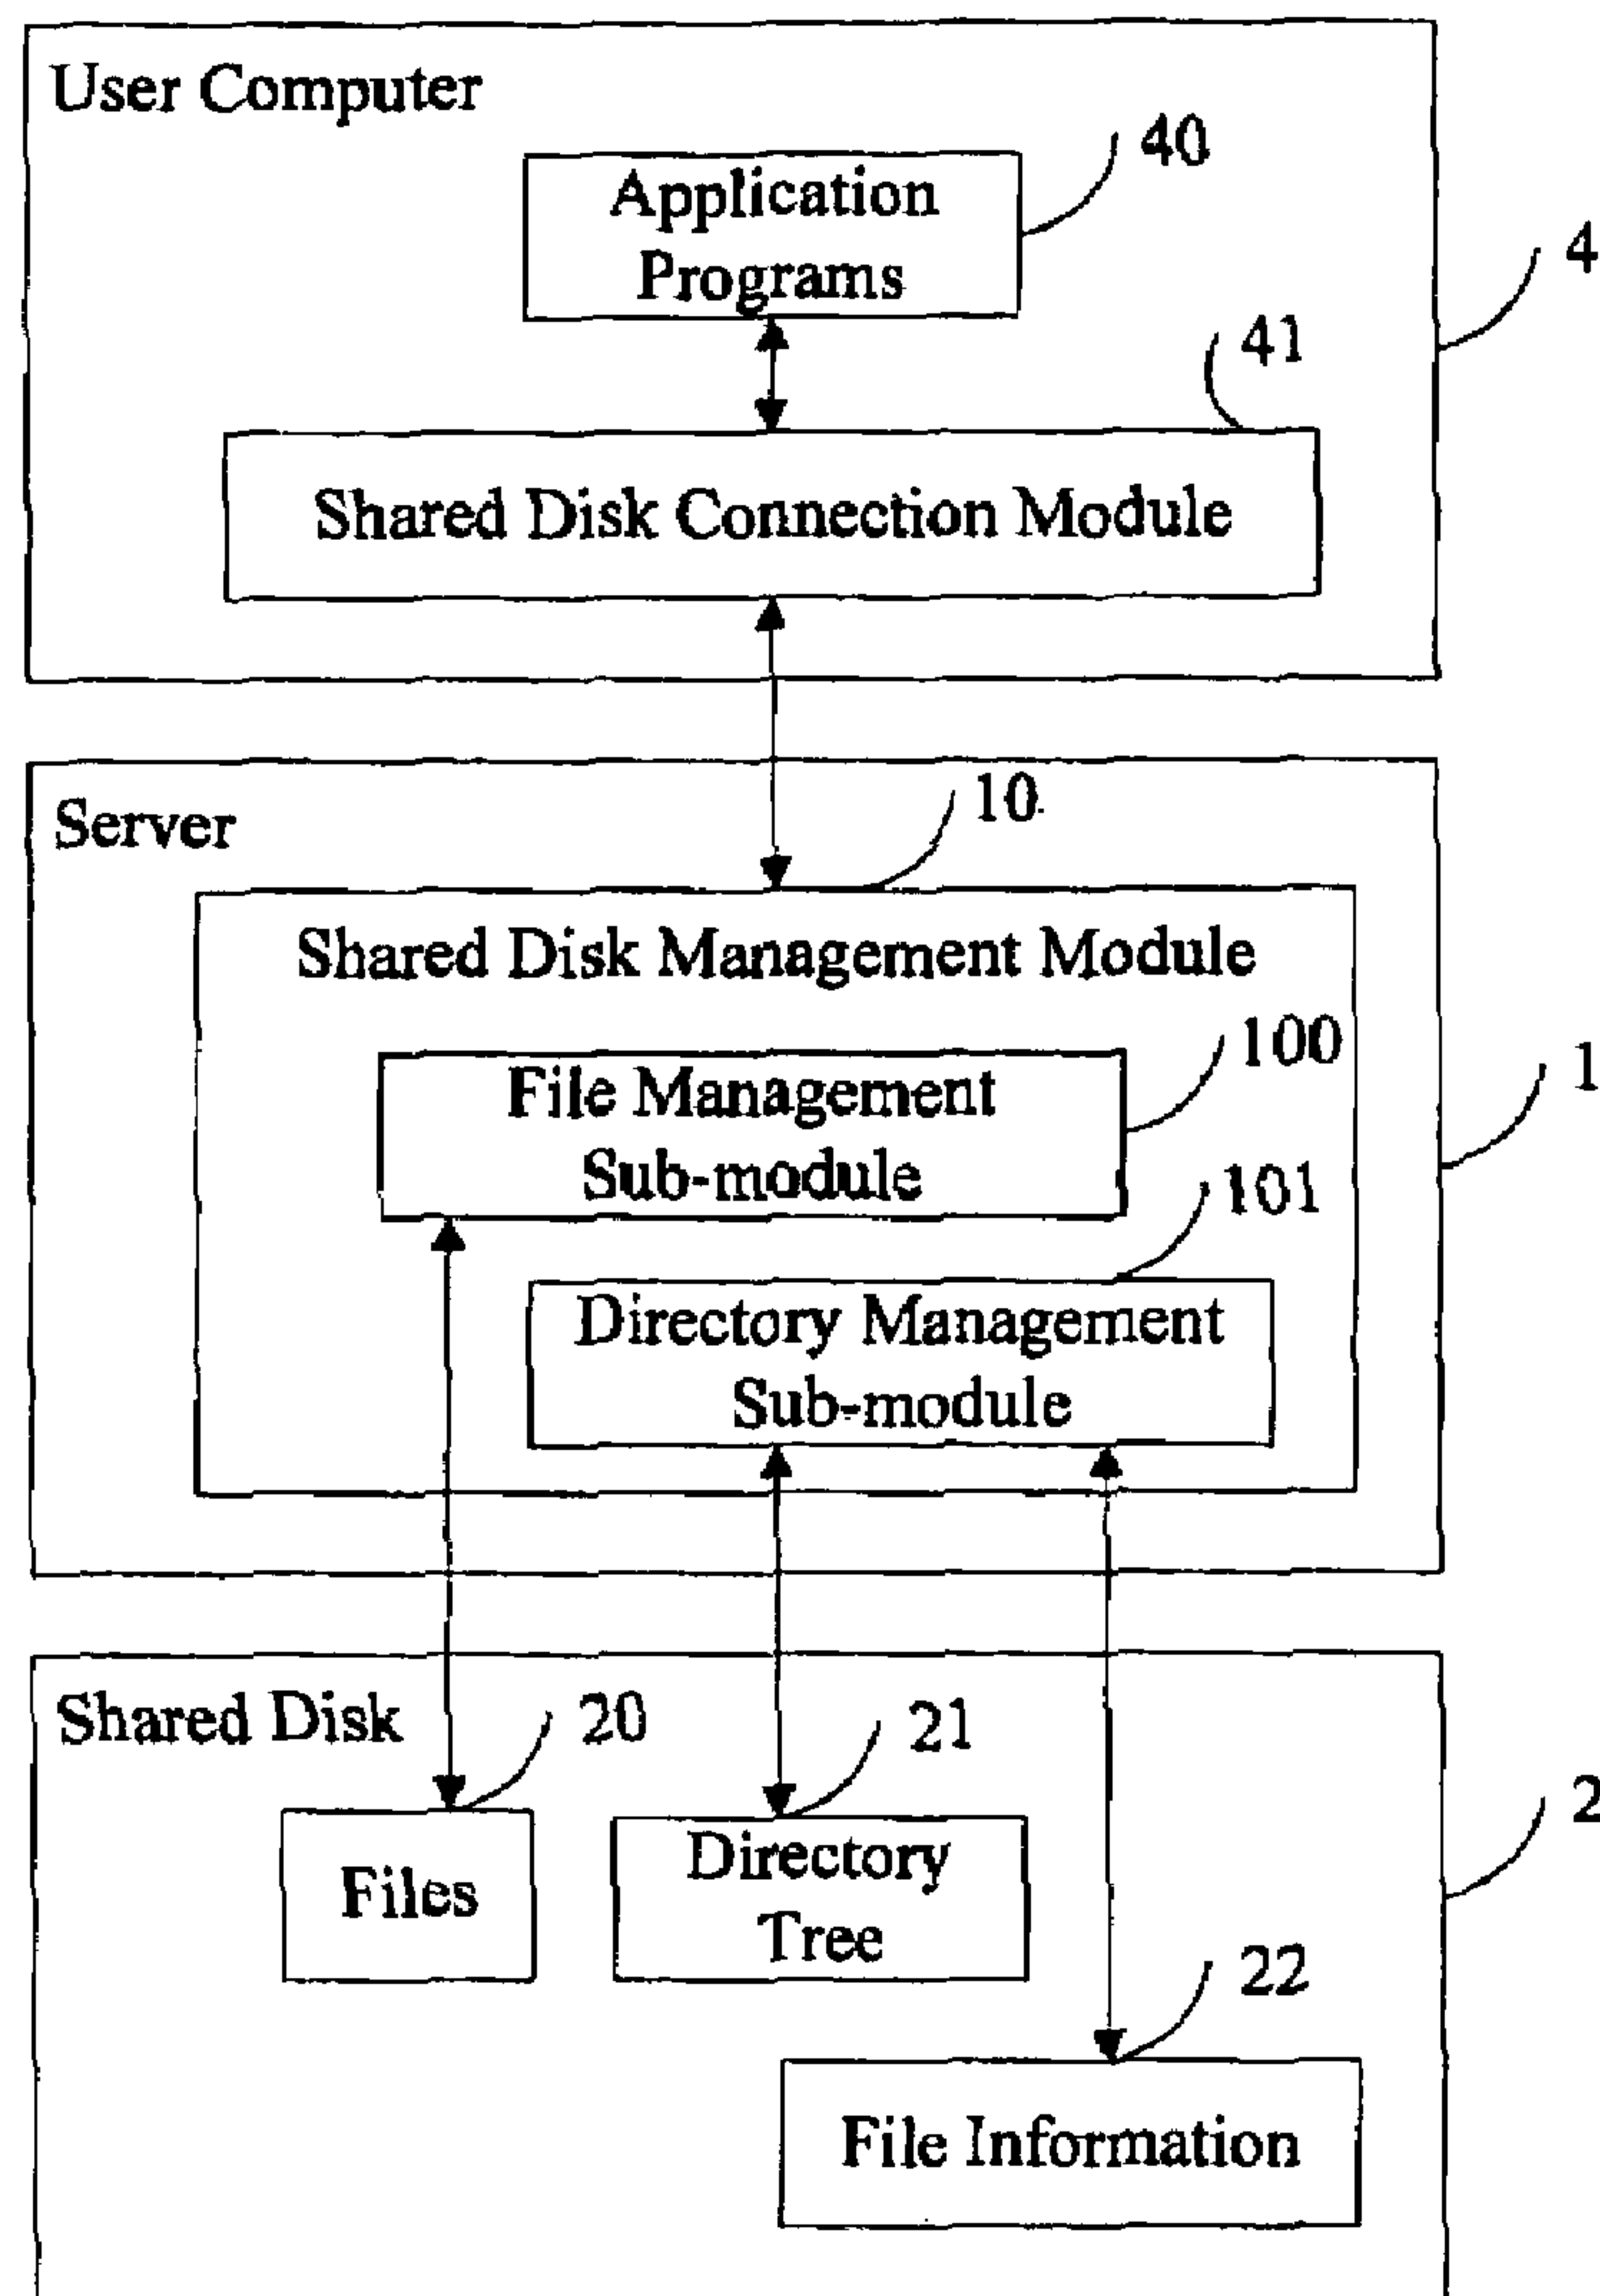 User Computer
40
Application
Programs
4
41
Shared Disk Connection Module
Server
10
Shared Disk Management Module
100
File Management
Sub-module
1
101
Directory Management
Sub-module
Shared Disk
20
21
2
Files
Directory
Tree
22
File Information